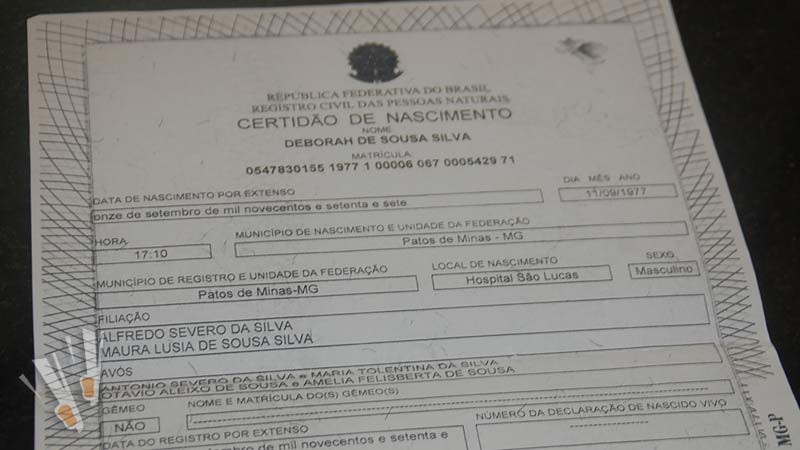 REPÚBLICA FEDERATIVA DO BRASIL
REGISTRO CIVIL DAS PESSOAS NATURAIS
CERTIDÃO DE NASCIMENTO
NOME
DEBORAH DE SOUSA SILVA
MATRÍCULA
0547830155 1977 1 00006 067 0005429 71
DATA DE NASCIMENTO POR EXTENSO
DIA MÊS ANO
onze de setembro de mil novecentos e setenta e sete
11/09/1977
HORA
MUNICÍPIO DE NASCIMENTO E UNIDADE DA FEDERAÇÃO
17:10
Patos de Minas - MG
MUNICÍPIO DE REGISTRO E UNIDADE DA FEDERAÇÃO
LOCAL DE NASCIMENTO
SEXO
Patos de Minas-MG
Hospital São Lucas
Masculino
FILIAÇÃO
ALFREDO SEVERO DA SILVA
MAURA LUSIA DE SOUSA SILVA
AVÓS
ANTONIO SEVERO DA SILVA e MARIA TOLENTINA DA SILVA
OTAVIO ALEIXO DE SOUSA e AMELIA FELISBERTA DE SOUSA
GÊMEO
NOME E MATRÍCULA DO(S) GÊMEO(S)
NÃO
DATA DO REGISTRO POR EXTENSO
NÚMERO DA DECLARAÇÃO DE NASCIDO VIVO
setembro de mil novecentos e setenta e
MG-P